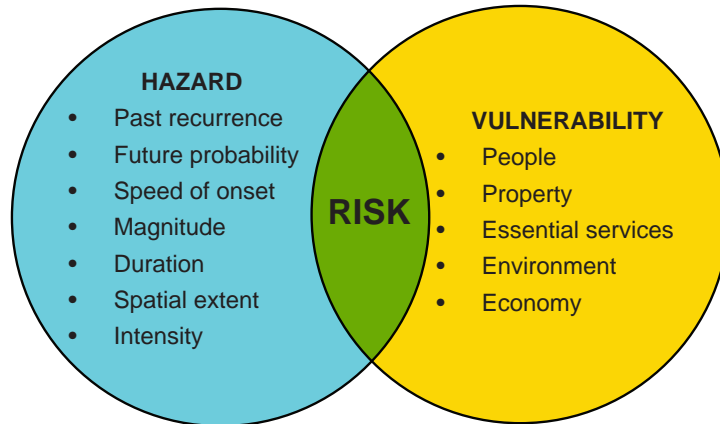 HAZARD
• Past recurrence
• Future probability
• Speed of onset
• Magnitude
• Duration
• Spatial extent
• Intensity
RISK
VULNERABILITY
• People
• Property
• Essential services
• Environment
• Economy